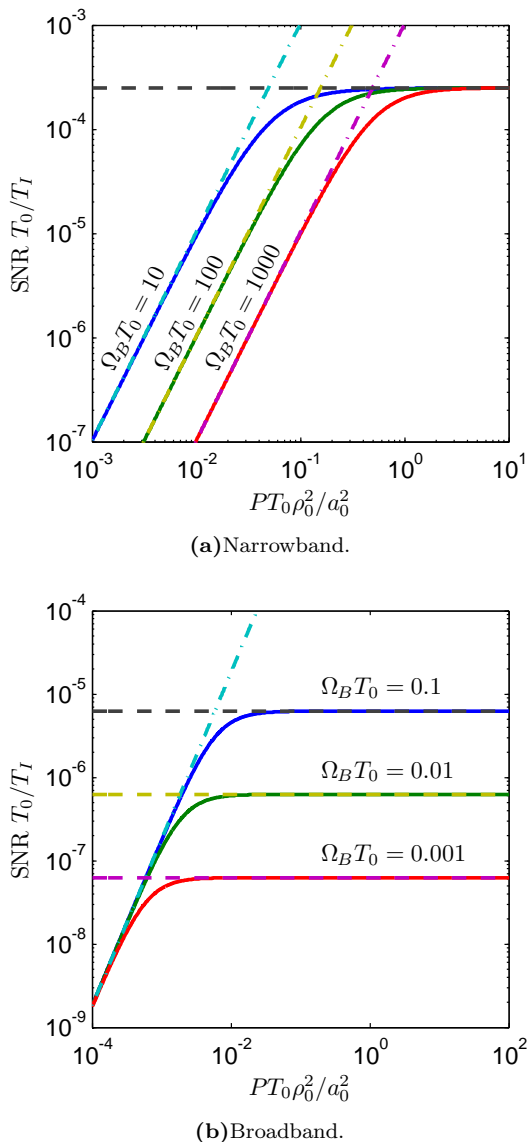 10^{-3}
10^{-4}
10^{-5}
10^{-6}
10^{-7}
SNR T_0/T_I
Ω_B T_0 = 10
Ω_B T_0 = 100
Ω_B T_0 = 1000
10^{-3} 10^{-2} 10^{-1} 10^0 10^1
PT_0ρ_0^2/a_0^2
(a)Narrowband.
10^{-4}
10^{-5}
10^{-6}
10^{-7}
10^{-8}
10^{-9}
SNR T_0/T_I
Ω_B T_0 = 0.1
Ω_B T_0 = 0.01
Ω_B T_0 = 0.001
10^{-4} 10^{-2} 10^0 10^2
PT_0ρ_0^2/a_0^2
(b)Broadband.